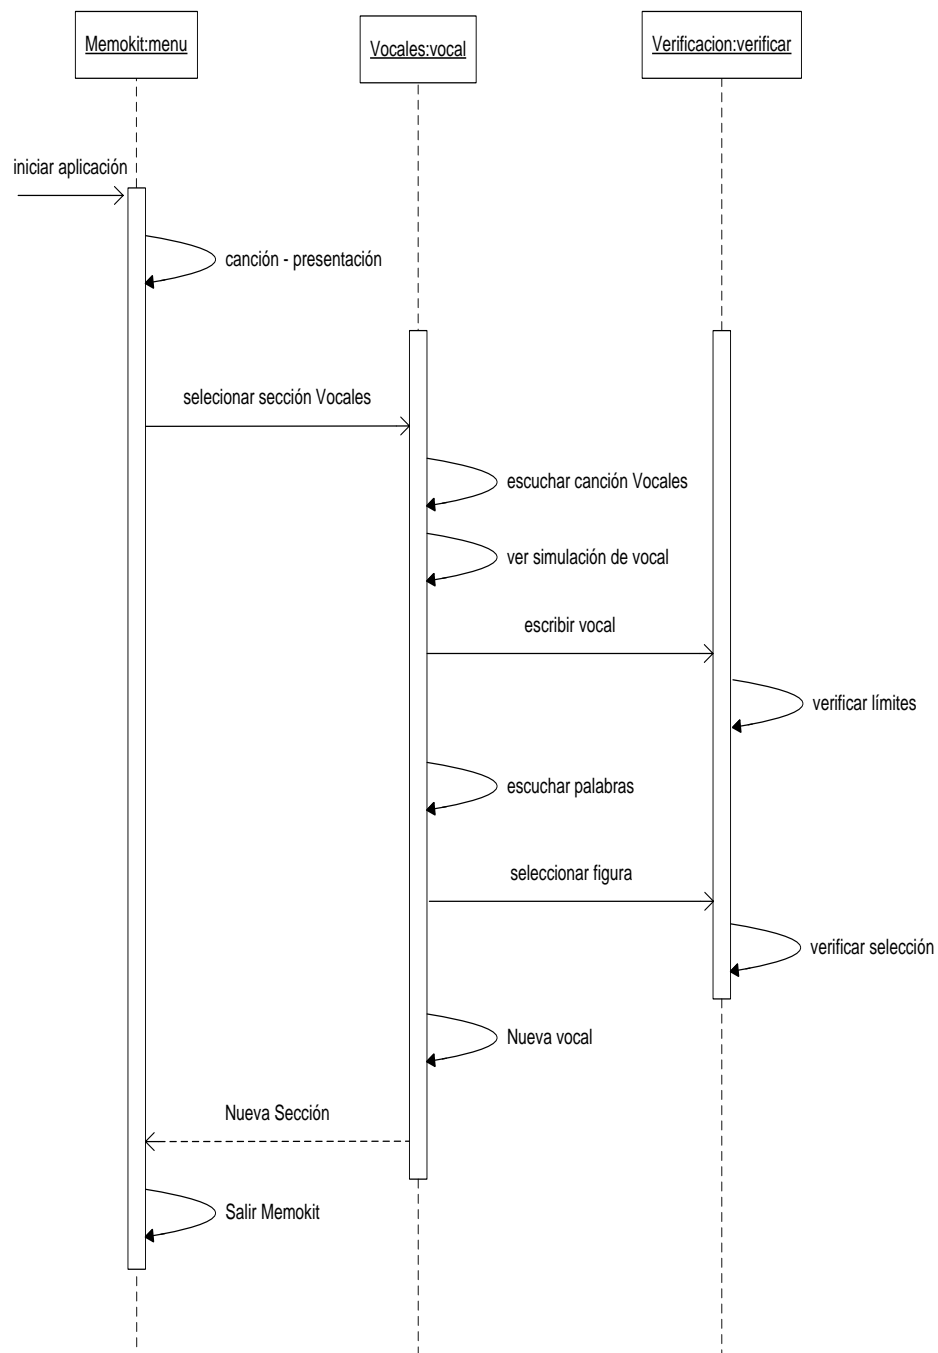 Memokit:menu
Vocales:vocal
Verificacion:verificar
iniciar aplicación
canción - presentación
selecionar sección Vocales
escuchar canción Vocales
ver simulación de vocal
escribir vocal
verificar límites
escuchar palabras
seleccionar figura
verificar selección
Nueva vocal
Nueva Sección
Salir Memokit